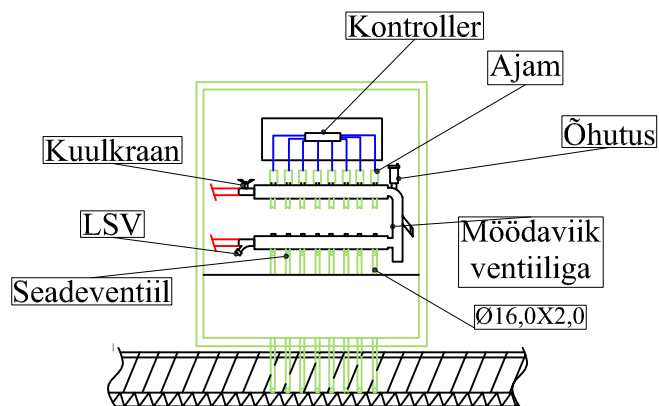 Kontroller
Ajam
Õhutus
Kuulkraan
LSV
Möödaviik
ventiiliga
Seadeventiil
Ø16,0X2,0